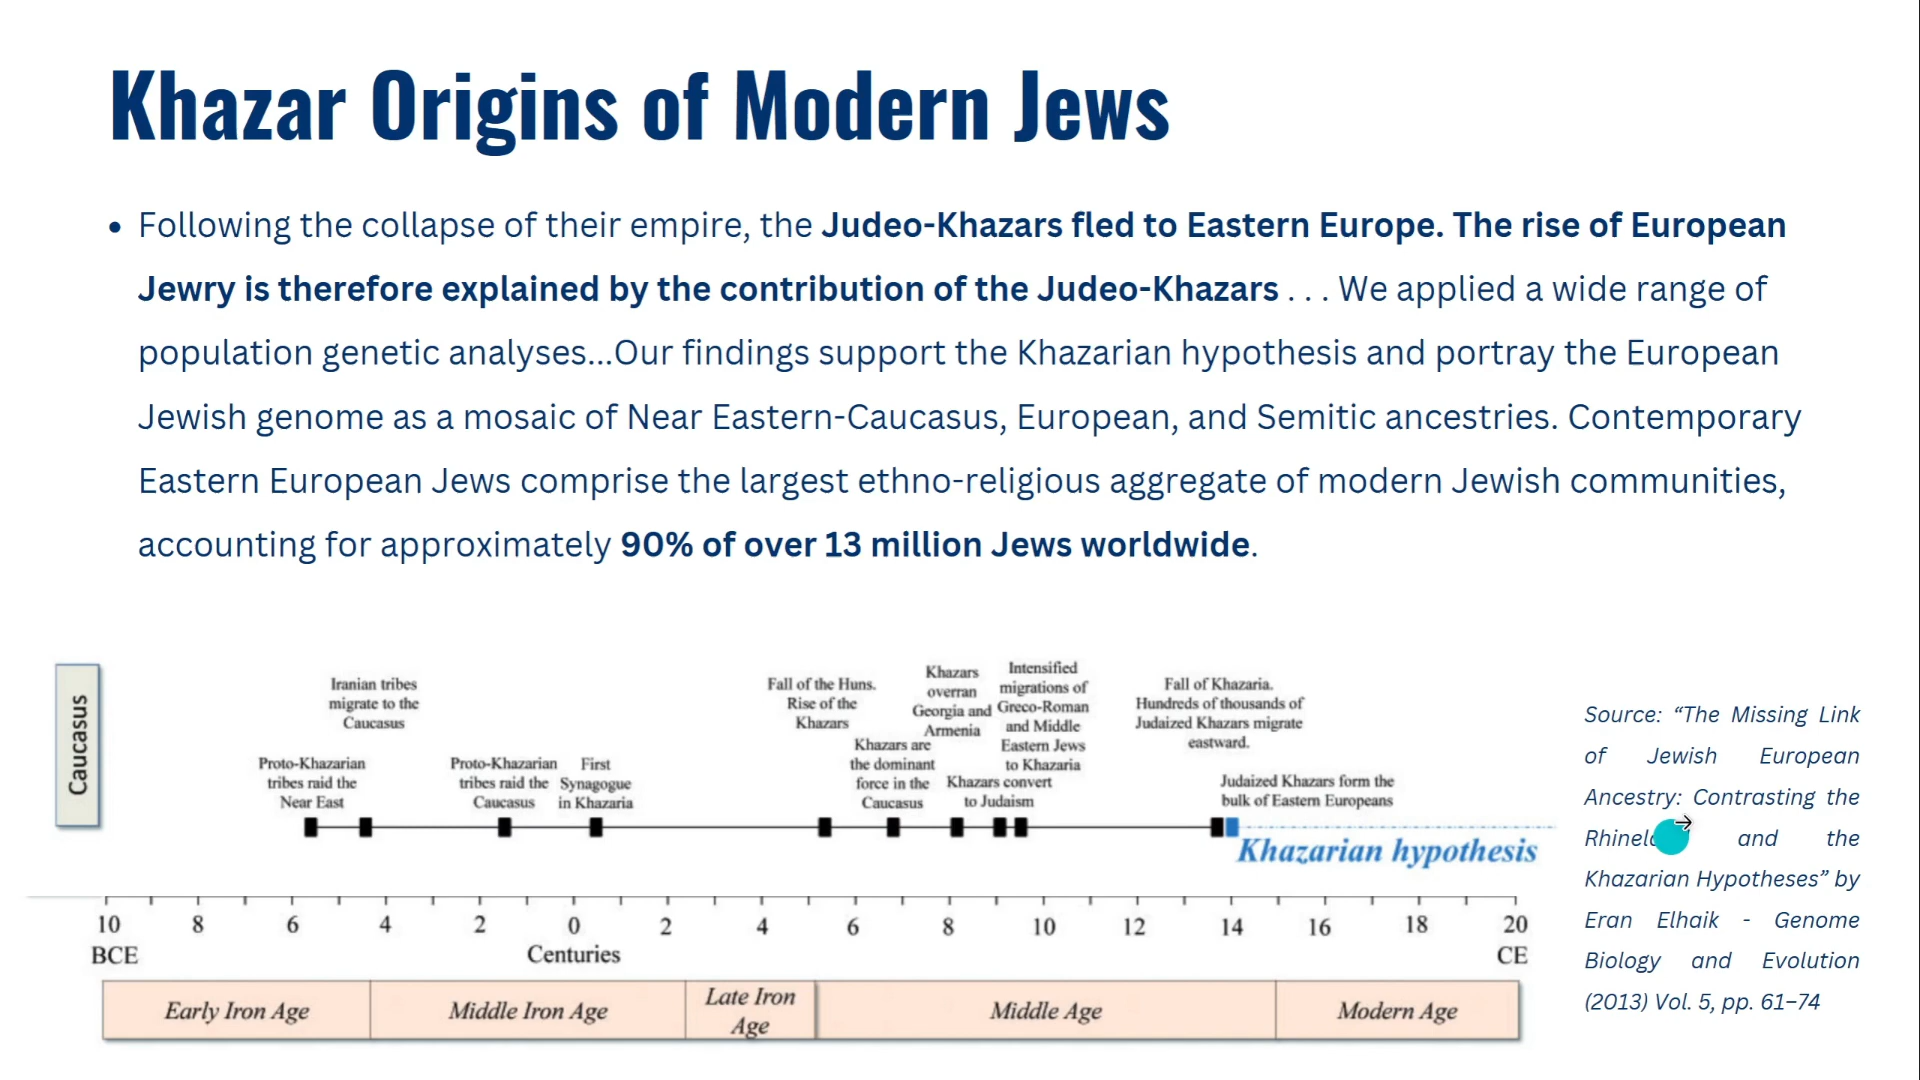 Khazar Origins of Modern Jews
• Following the collapse of their empire, the Judeo-Khazars fled to Eastern Europe. The rise of European
Jewry is therefore explained by the contribution of the Judeo-Khazars . . . We applied a wide range of
population genetic analyses...Our findings support the Khazarian hypothesis and portray the European
Jewish genome as a mosaic of Near Eastern-Caucasus, European, and Semitic ancestries. Contemporary
Eastern European Jews comprise the largest ethno-religious aggregate of modern Jewish communities,
accounting for approximately 90% of over 13 million Jews worldwide.
Caucasus
Proto-Khazarian
tribes raid the
Near East
Iranian tribes
migrate to the
Caucasus
Proto-Khazarian
tribes raid the
Caucasus
First
Synagogue
in Khazaria
Fall of the Huns.
Rise of the
Khazars
Khazars are
the dominant
force in the
Caucasus
Khazars
overran
Georgia and
Armenia
Khazars convert
to Judaism
Intensified
migrations of
Greco-Roman
and Middle
Eastern Jews
to Khazaria
Fall of Khazaria.
Hundreds of thousands of
Judaized Khazars migrate
eastward.
Judaized Khazars form the
bulk of Eastern Europeans
Khazarian hypothesis
10 8 6 4 2 0 2 4 6 8 10 12 14 16 18 20
BCE Centuries CE
Early Iron Age
Middle Iron Age
Late Iron
Age
Middle Age
Modern Age
Source: “The Missing Link
of Jewish European
Ancestry: Contrasting the
and the
Khazarian Hypotheses” by
Eran Elhaik - Genome
Biology and Evolution
(2013) Vol. 5, pp. 61–74